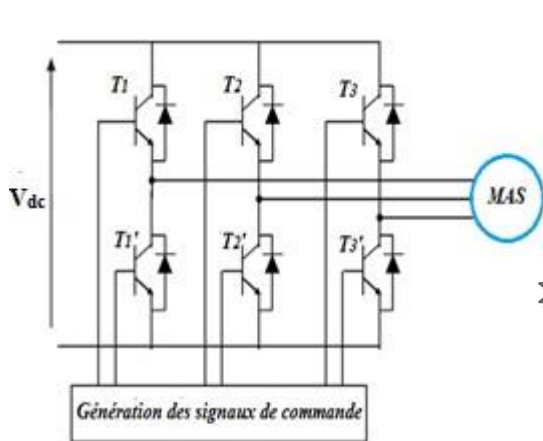 T1
T2
T3
Vdc
MAS
T1'
T2'
T3'
Génération des signaux de commande